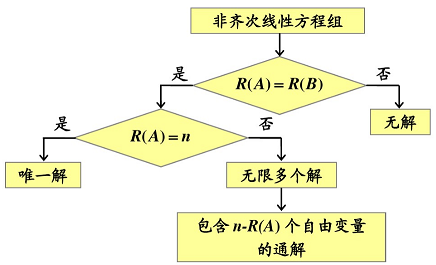 非齐次线性方程组
是
R(A) = R(B)
否
是
R(A) = n
否
无解
唯一解
无限多个解
包含 n-R(A) 个自由变量
的通解